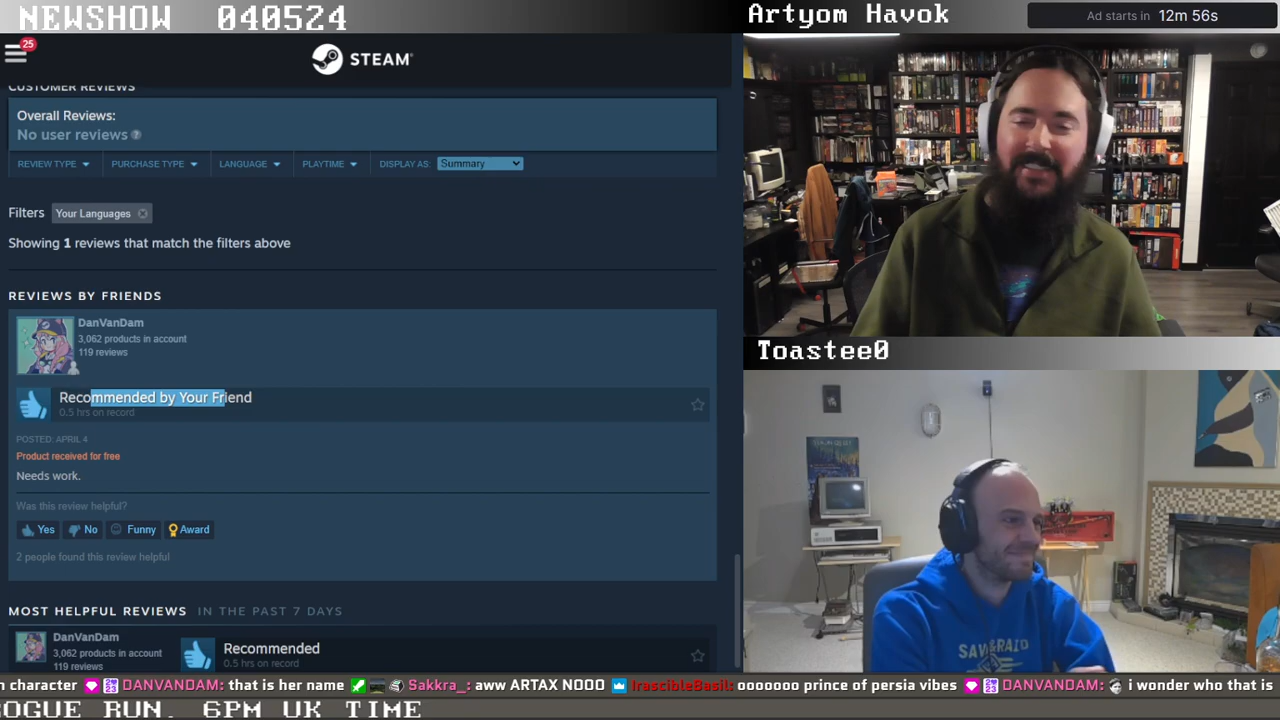 NEWSHOW 040524
Artyom Havok
Ad starts in 12m 56s
25
STEAM®
CUSTOMER REVIEWS
Overall Reviews:
No user reviews ?
REVIEW TYPE
PURCHASE TYPE
LANGUAGE
PLAYTIME
DISPLAY AS:
Summary
Filters
Your Languages
Showing 1 reviews that match the filters above
REVIEWS BY FRIENDS
DanVanDam
3,062 products in account
119 reviews
Recommended by Your Friend
0.5 hrs on record
POSTED: APRIL 4
Product received for free
Needs work.
Was this review helpful?
Yes
No
Funny
Award
2 people found this review helpful
MOST HELPFUL REVIEWS IN THE PAST 7 DAYS
DanVanDam
3,062 products in account
119 reviews
Recommended
0.5 hrs on record
Toastee0
character DANVANDAM: that is her name Sakkra_: aww ARTAX NOOO IrascibleBasil: ooooooo prince of persia vibes DANVANDAM: i wonder who that is
OGUE RUN. 6PM UK TIME